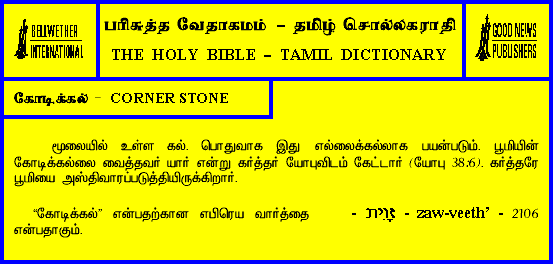 BELLWETHER
INTERNATIONAL
பரிசுத்த வேதாகமம் – தமிழ் சொல்லகராதி
THE HOLY BIBLE – TAMIL DICTIONARY
GOOD NEWS
PUBLISHERS
கோடிக்கல் – CORNER STONE
மூலையில் உள்ள கல். பொதுவாக இது எல்லைக்கல்லாக பயன்படும். பூமியின்
கோடிக்கல்லை வைத்தவர் யார் என்று கர்த்தர் யோபுவிடம் கேட்டார் (யோபு 38:6). கர்த்தரே
பூமியை அஸ்திவாரப்படுத்தியிருக்கிறார்.
“கோடிக்கல்” என்பதற்கான எபிரெய வார்த்தை - זָוִית - zaw-veeth’ - 2106
என்பதாகும்.